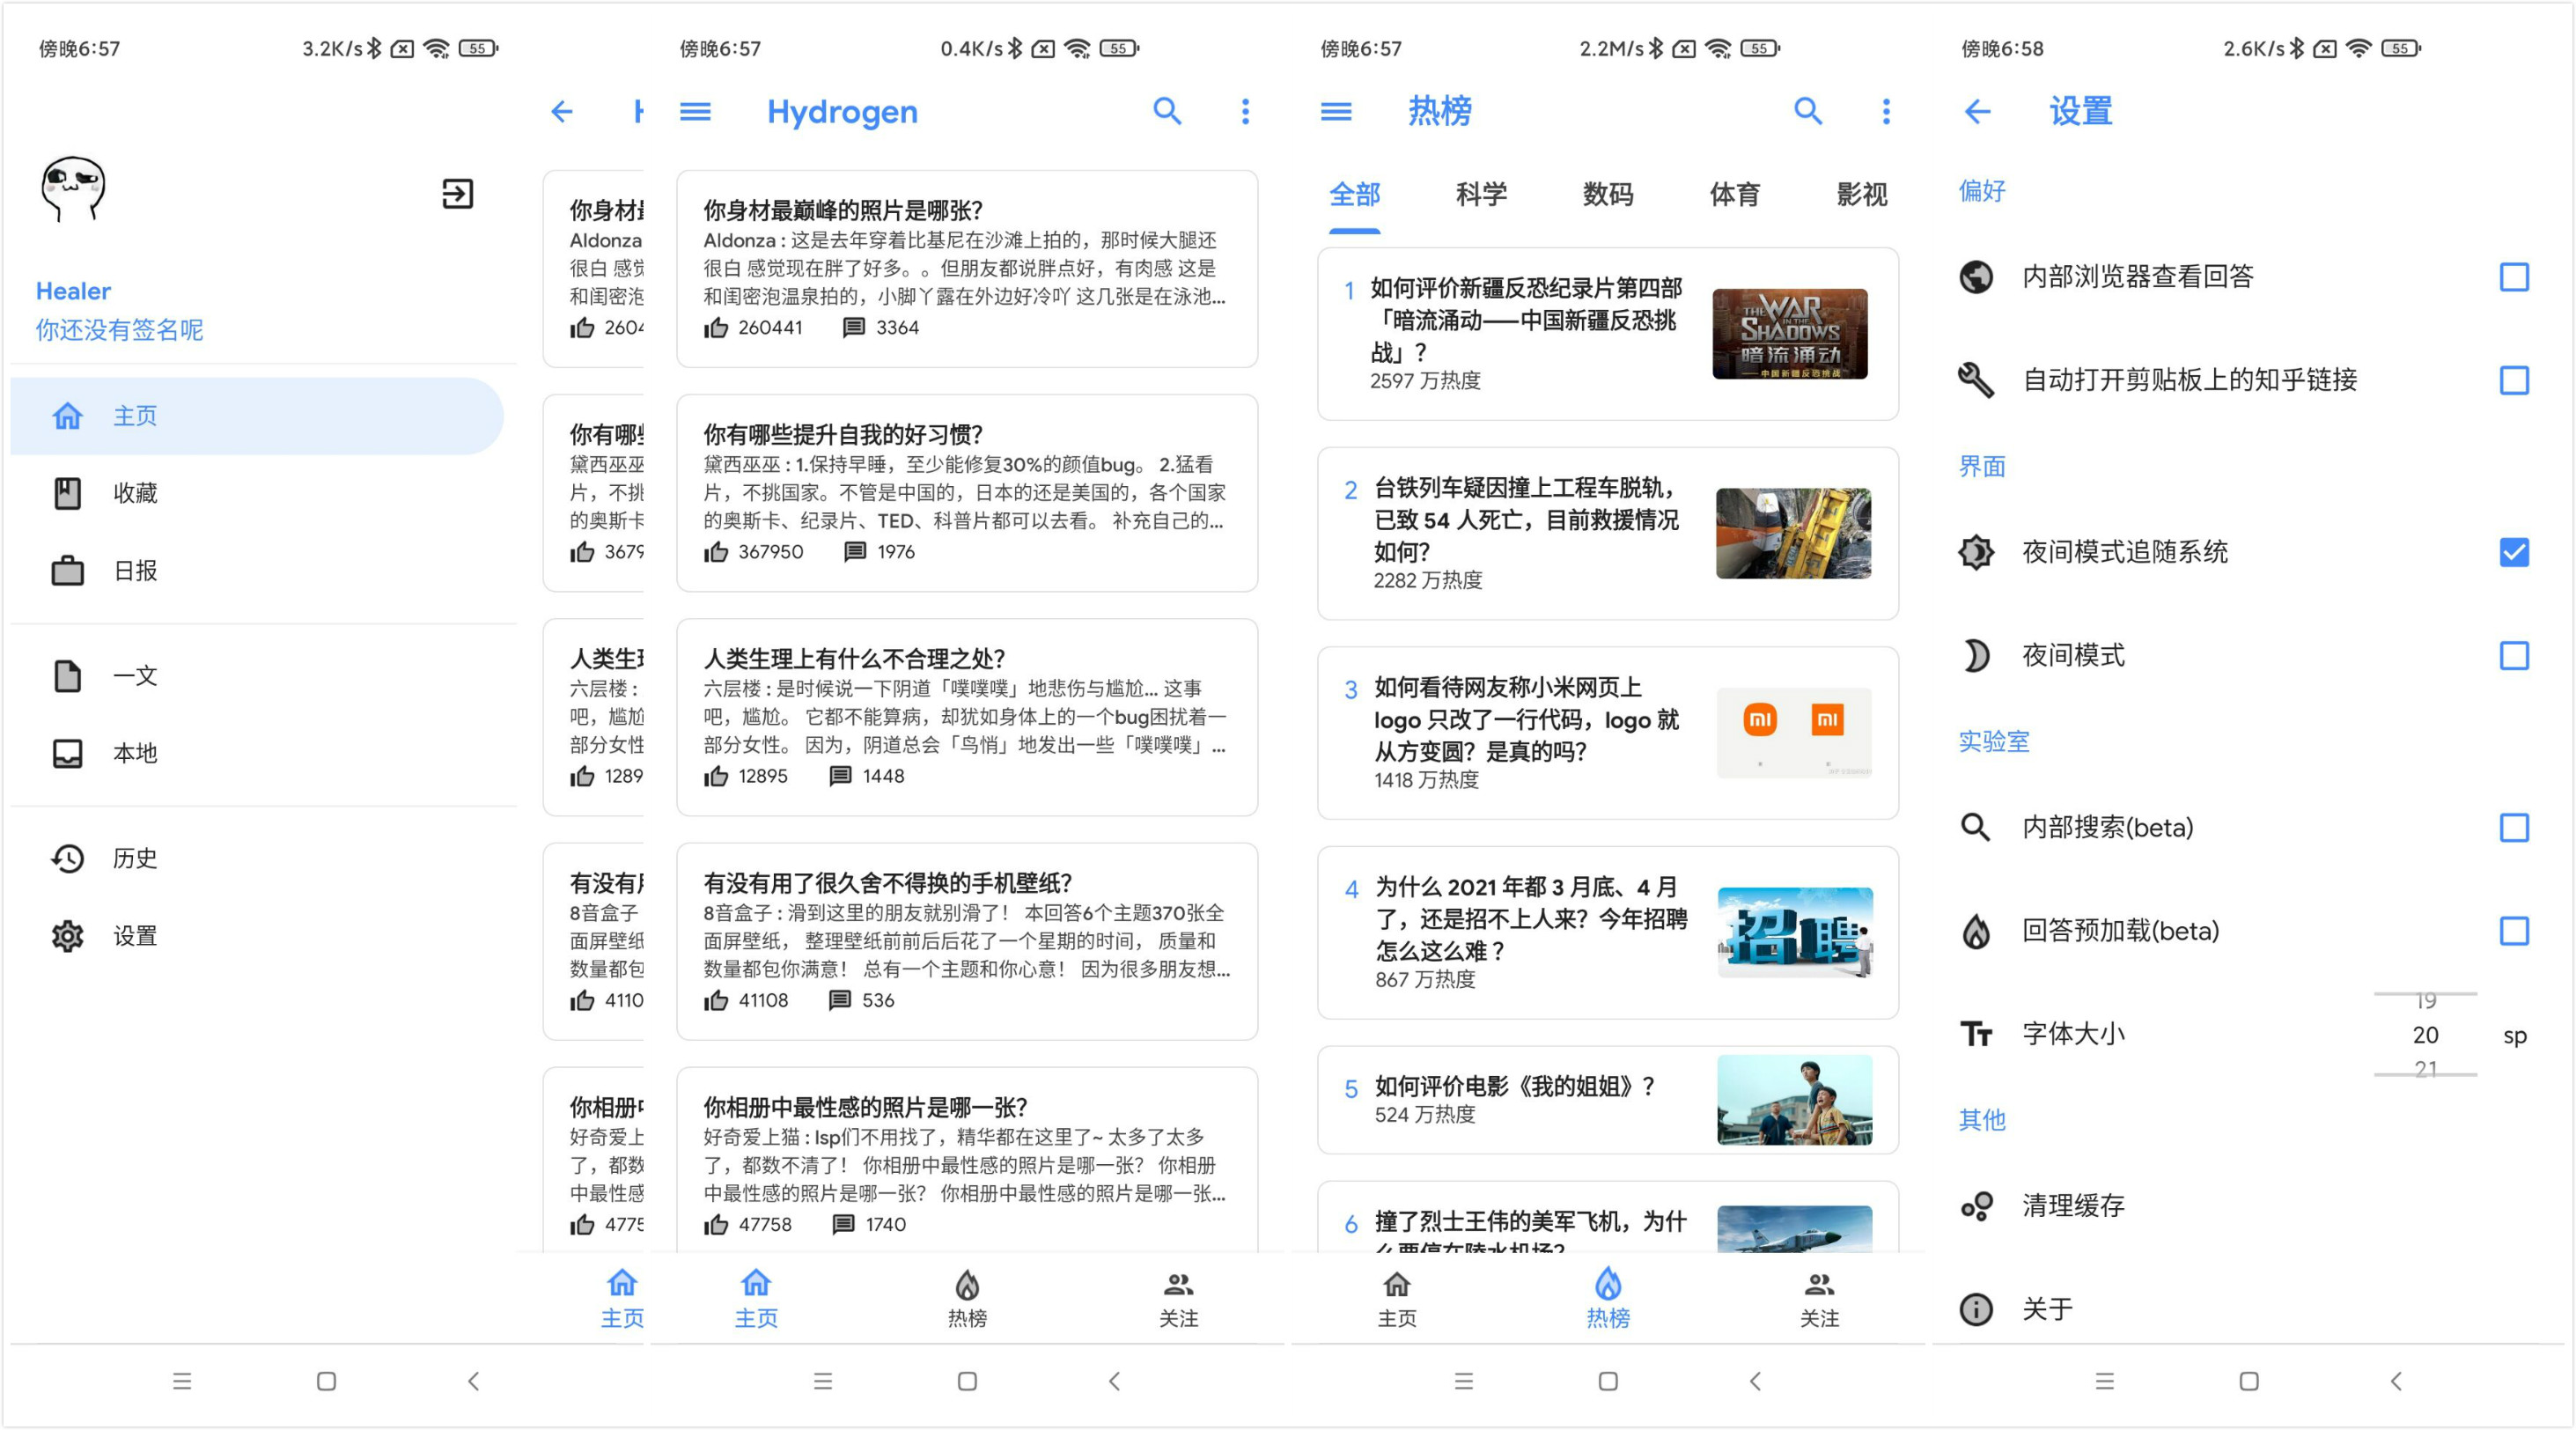 傍晚6:57
3.2K/s
55
Healer
你还没有签名呢
主页
收藏
日报
一文
本地
历史
设置
你身材
Aldonza
很白 感觉
和闺密泡
2604
你有哪
黛西巫巫
片，不挑
的奥斯卡
3679
人类生
六层楼：
吧，尴尬
部分女性
1289
有没有
8音盒子
面屏壁纸
数量都包
4110
你相册
好奇爱上
了，都数
中最性感
4775
主页
傍晚6:57
0.4K/s
55
Hydrogen
你身材最巅峰的照片是哪张？
Aldonza : 这是去年穿着比基尼在沙滩上拍的，那时候大腿还
很白 感觉现在胖了好多。。但朋友都说胖点好，有肉感 这是
和闺密泡温泉拍的，小脚丫露在外边好冷吖 这几张是在泳池...
260441
3364
你有哪些提升自我的好习惯？
黛西巫巫 : 1.保持早睡，至少能修复30%的颜值bug。 2.猛看
片，不挑国家。不管是中国的，日本的还是美国的，各个国家
的奥斯卡、纪录片、TED、科普片都可以去看。 补充自己的...
367950
1976
人类生理上有什么不合理之处？
六层楼 : 是时候说一下阴道「噗噗噗」地悲伤与尴尬... 这事
吧，尴尬。 它都不能算病，却犹如身体上的一个bug困扰着一
部分女性。 因为，阴道总会「鸟悄」地发出一些「噗噗噗」...
12895
1448
有没有用了很久舍不得换的手机壁纸？
8音盒子 : 滑到这里的朋友就别滑了！ 本回答6个主题370张全
面屏壁纸， 整理壁纸前前后后花了一个星期的时间， 质量和
数量都包你满意！ 总有一个主题和你心意！ 因为很多朋友想...
41108
536
你相册中最性感的照片是哪一张？
好奇爱上猫 : lsp们不用找了，精华都在这里了~ 太多了太多
了，都数不清了！ 你相册中最性感的照片是哪一张？ 你相册
中最性感的照片是哪一张？ 你相册中最性感的照片是哪一张...
47758
1740
主页
热榜
关注
傍晚6:57
2.2M/s
55
热榜
全部
科学
数码
体育
影视
1
如何评价新疆反恐纪录片第四部
「暗流涌动——中国新疆反恐挑
战」？
2597 万热度
THE WAR
IN THE
SHADOWS
暗流涌动
——中国新疆反恐挑战
2
台铁列车疑因撞上工程车脱轨，
已致 54 人死亡，目前救援情况
如何？
2282 万热度
3
如何看待网友称小米网页上
logo 只改了一行代码，logo 就
从方变圆？是真的吗？
1418 万热度
mi
mi
4
为什么 2021 年都 3 月底、4 月
了，还是招不上人来？今年招聘
怎么这么难 ？
867 万热度
招聘
5
如何评价电影《我的姐姐》？
524 万热度
6
撞了烈士王伟的美军飞机，为什
么要停在陵水机场？
主页
热榜
关注
傍晚6:58
2.6K/s
55
设置
偏好
内部浏览器查看回答
自动打开剪贴板上的知乎链接
界面
夜间模式追随系统
夜间模式
实验室
内部搜索(beta)
回答预加载(beta)
字体大小
19
20
sp
21
其他
清理缓存
关于